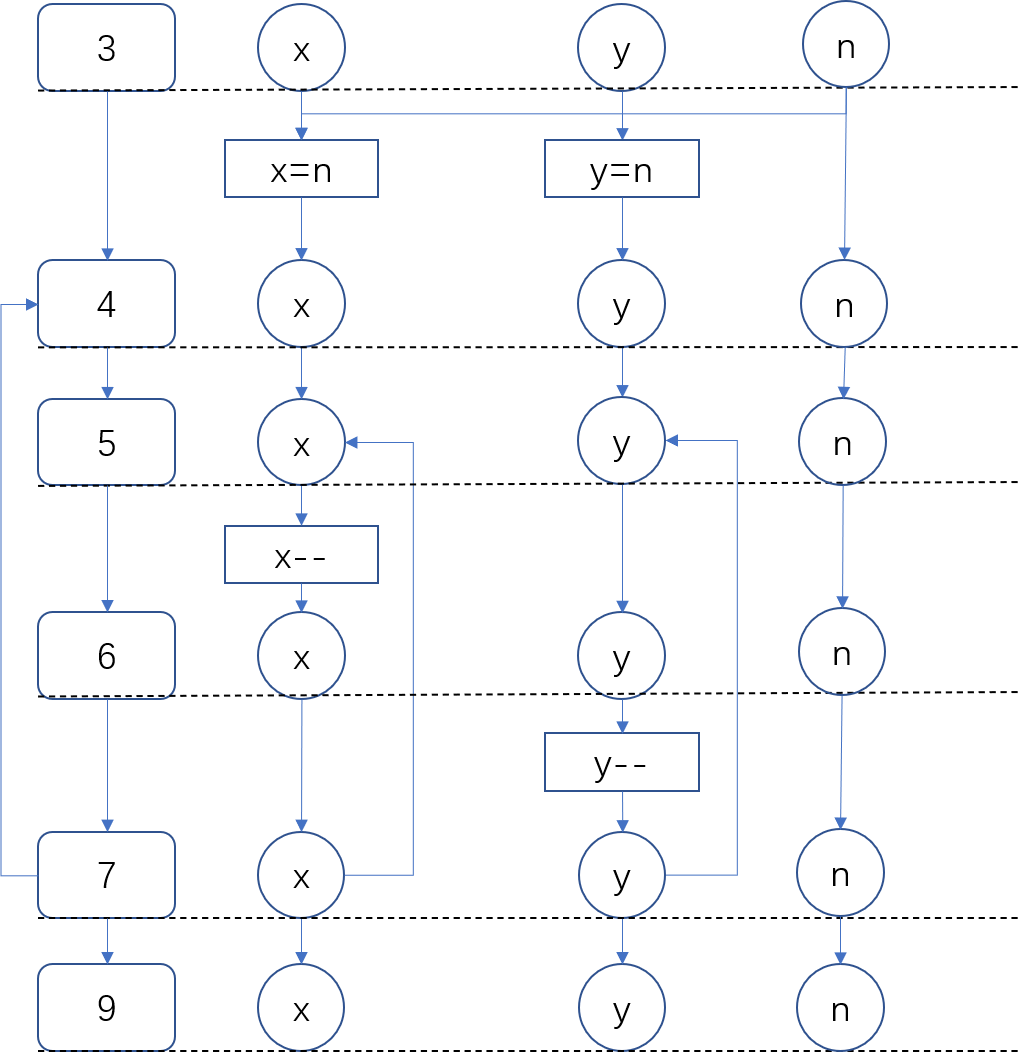 3 x y n
x=n y=n
4 x y n
5 x y n
x--
6 x y n
y--
7 x y n
9 x y n